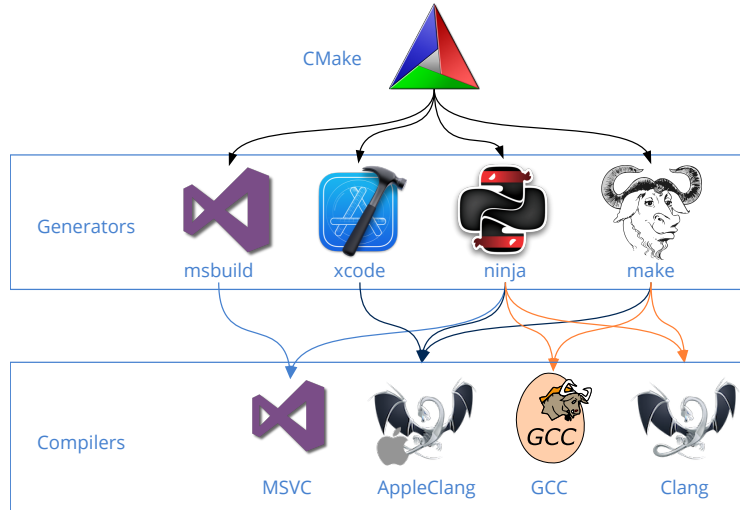 CMake
Generators
msbuild
xcode
ninja
make
Compilers
GCC
MSVC
AppleClang
GCC
Clang